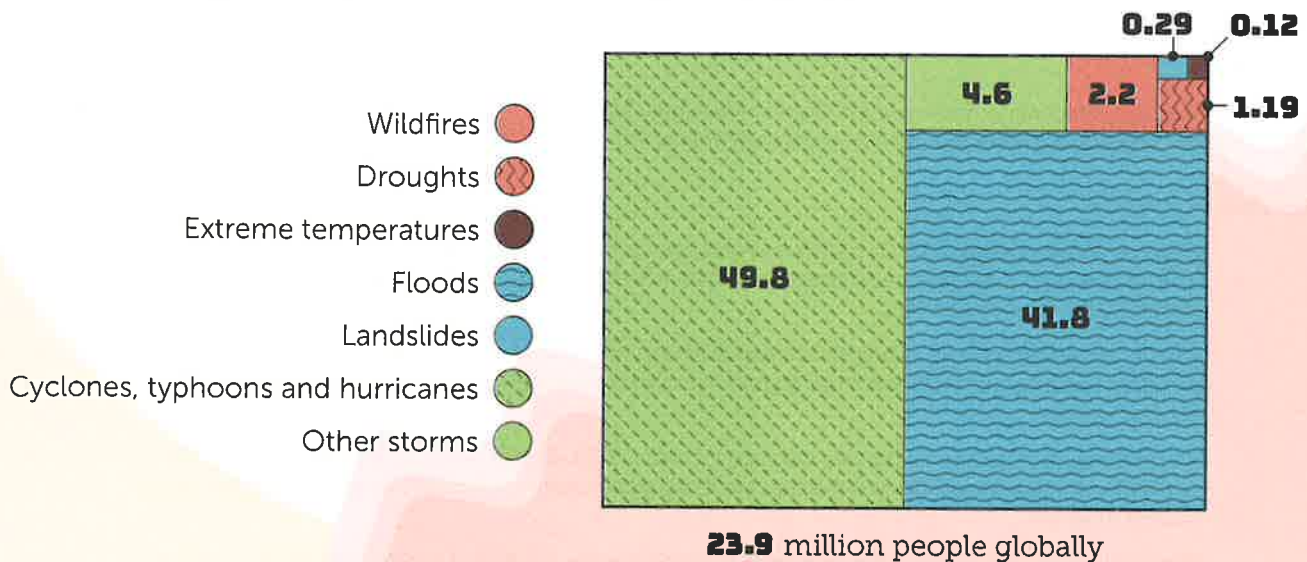 0.29
0.12
4.6
2.2
1.19
Wildfires
Droughts
Extreme temperatures
Floods
Landslides
Cyclones, typhoons and hurricanes
Other storms
49.8
41.8
23.9 million people globally